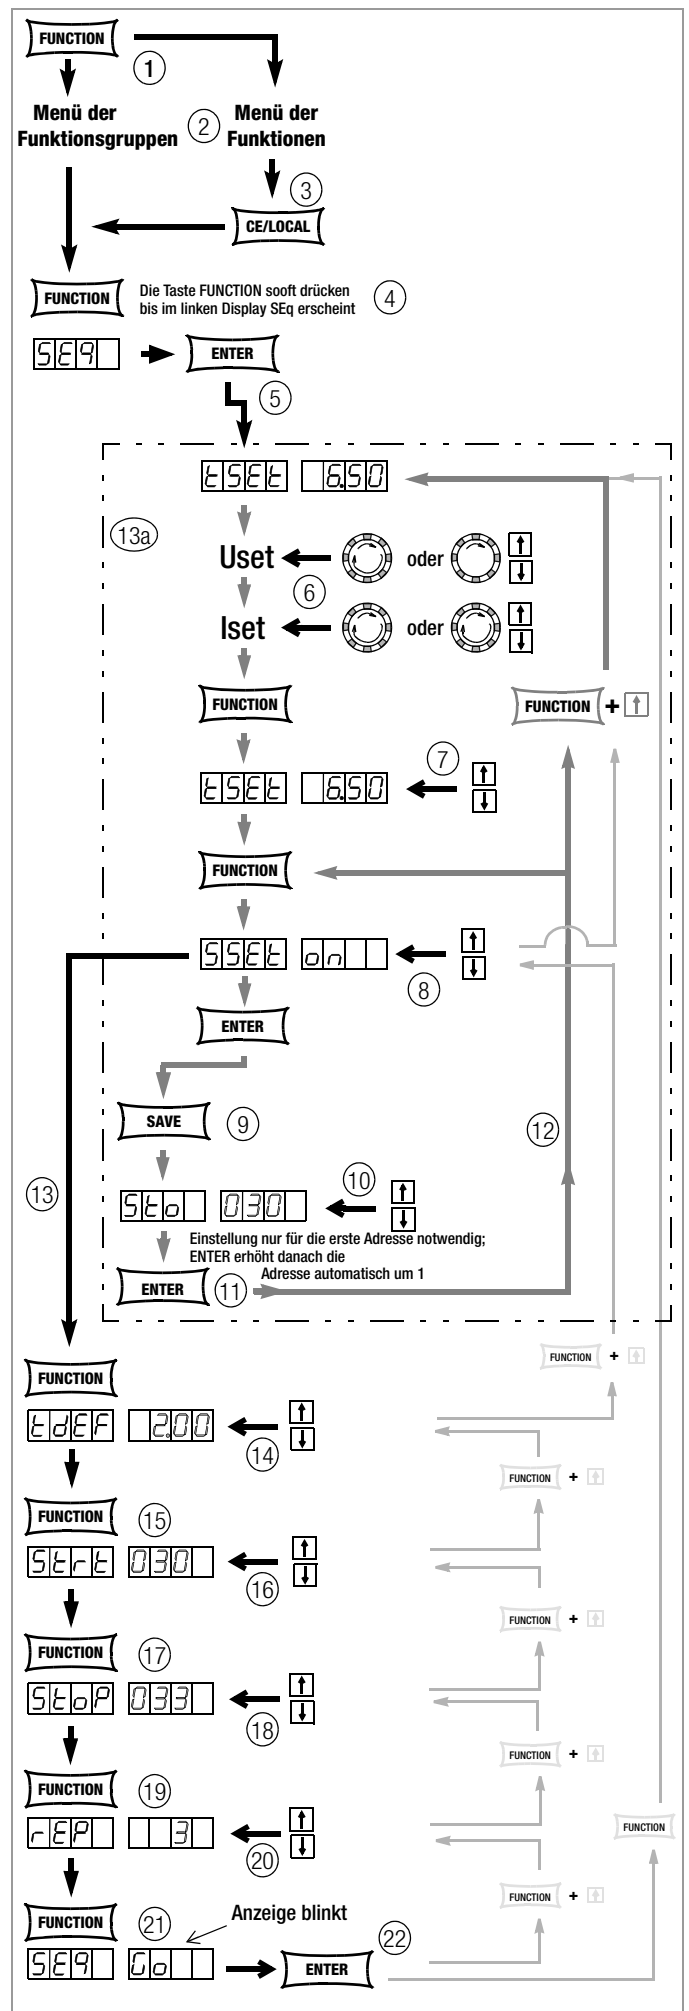 FUNCTION
1
Menü der
Funktionsgruppen
2
Menü der
Funktionen
3
CE/LOCAL
FUNCTION
Die Taste FUNCTION sooft drücken
bis im linken Display SEq erscheint
4
SEq
ENTER
5
tSEt 6.50
13a
Uset
oder
6
Iset
oder
FUNCTION
FUNCTION +
7
tSEt 6.50
FUNCTION
SSEt on
8
ENTER
SAVE
9
12
13
10
Sto 030
Einstellung nur für die erste Adresse notwendig;
ENTER erhöht danach die
Adresse automatisch um 1
ENTER
11
FUNCTION +
FUNCTION
tdEF 2.00
14
FUNCTION +
FUNCTION
15
Strt 030
16
FUNCTION +
FUNCTION
17
StoP 033
18
FUNCTION +
FUNCTION
19
rEP 3
20
FUNCTION
FUNCTION +
FUNCTION
21
Anzeige blinkt
22
SEq Go
ENTER